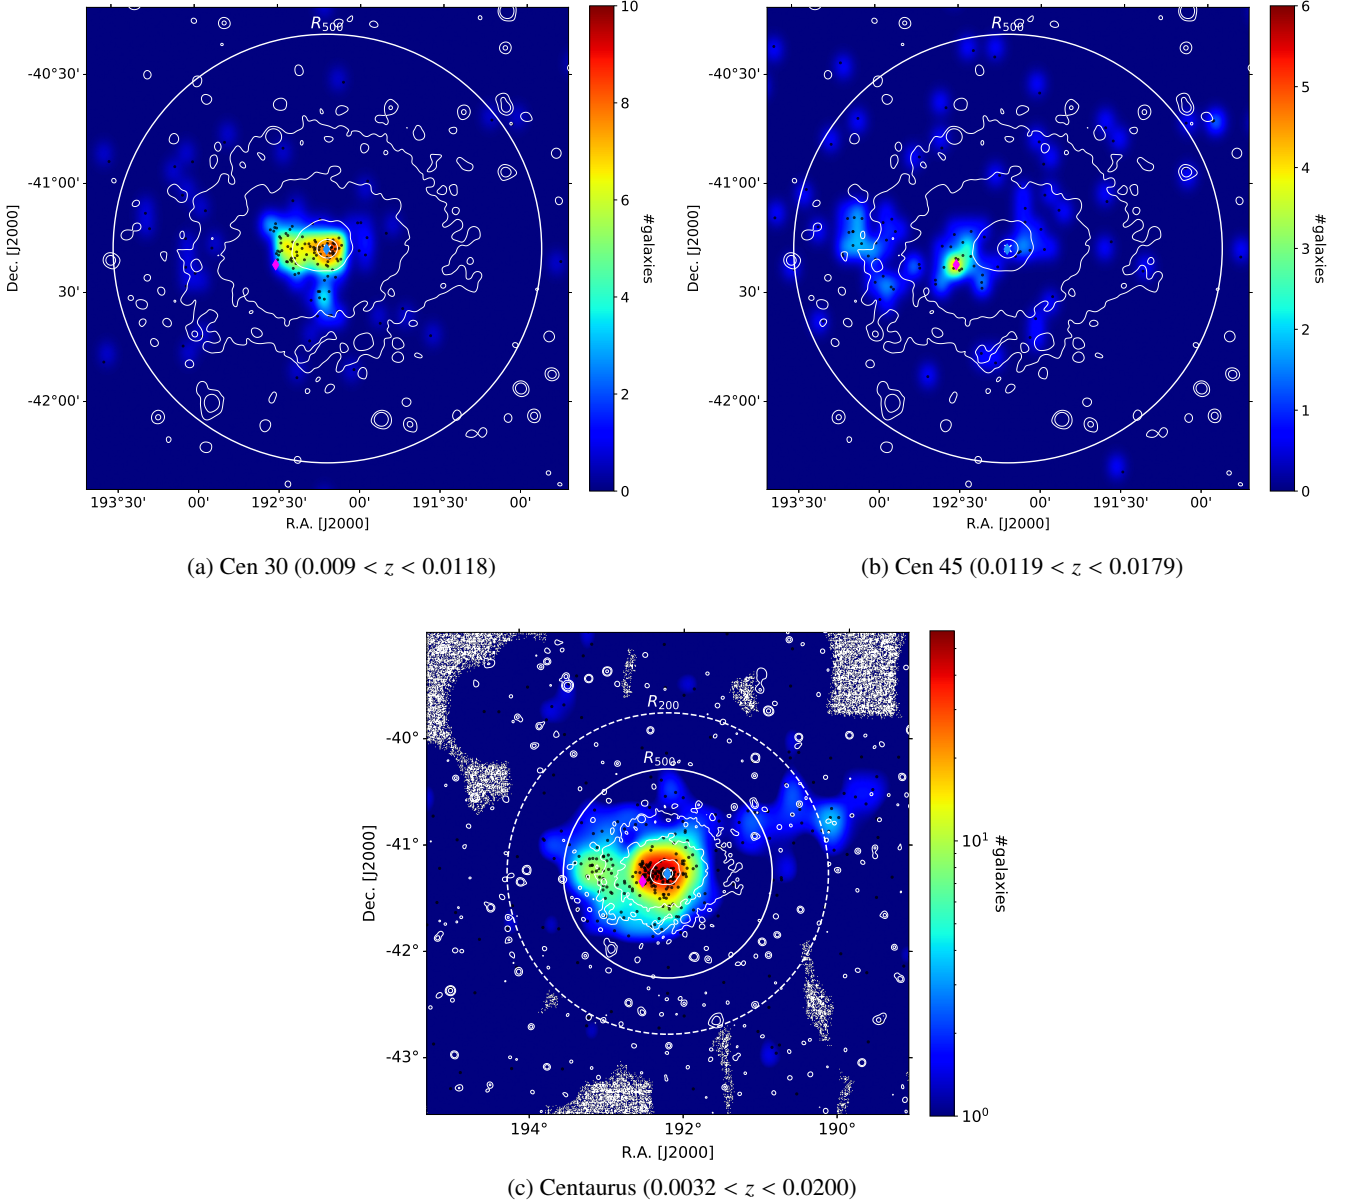 R500
-40°30'
-41°00'
30'
-42°00'
Dec. [J2000]
193°30'
00'
192°30'
00'
191°30'
00'
R.A. [J2000]
10
8
6
4
2
0
#galaxies
(a) Cen 30 (0.009 < z < 0.0118)
R500
-40°30'
-41°00'
30'
-42°00'
Dec. [J2000]
193°30'
00'
192°30'
00'
191°30'
00'
R.A. [J2000]
6
5
4
3
2
1
0
#galaxies
(b) Cen 45 (0.0119 < z < 0.0179)
R200
R500
-40°
-41°
-42°
-43°
Dec. [J2000]
194°
192°
190°
R.A. [J2000]
10¹
10⁰
#galaxies
(c) Centaurus (0.0032 < z < 0.0200)